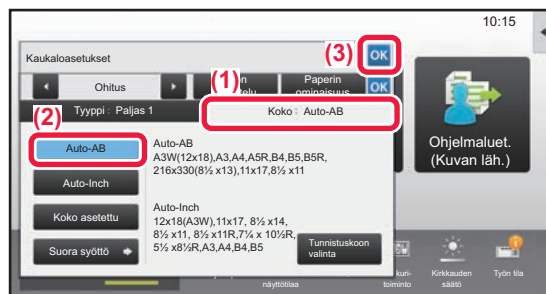 10:15
Kaukaloasetukset
(3)
OK
Ohitus
(1)
Paperin
ominaisuus
OK
(2)
Tyyppi : Paljas 1
Koko : Auto-AB
Auto-AB
Auto-AB
A3W(12x18),A3,A4,A5R,B4,B5,B5R,
216x330(8½ x13),11x17,8½ x11
Auto-Inch
Auto-Inch
12x18(A3W),11x17, 8½ x14,
8½ x11, 8½ x11R,7¼ x 10½R,
5½ x8½R,A3,A4,B4,B5
Koko asetettu
Suora syöttö
Tunnistuskoon
valinta
Ohjelmaluet.
(Kuvan läh.)
näyttötilaa
toiminto
Kirkkauden
säätö
Työn tila